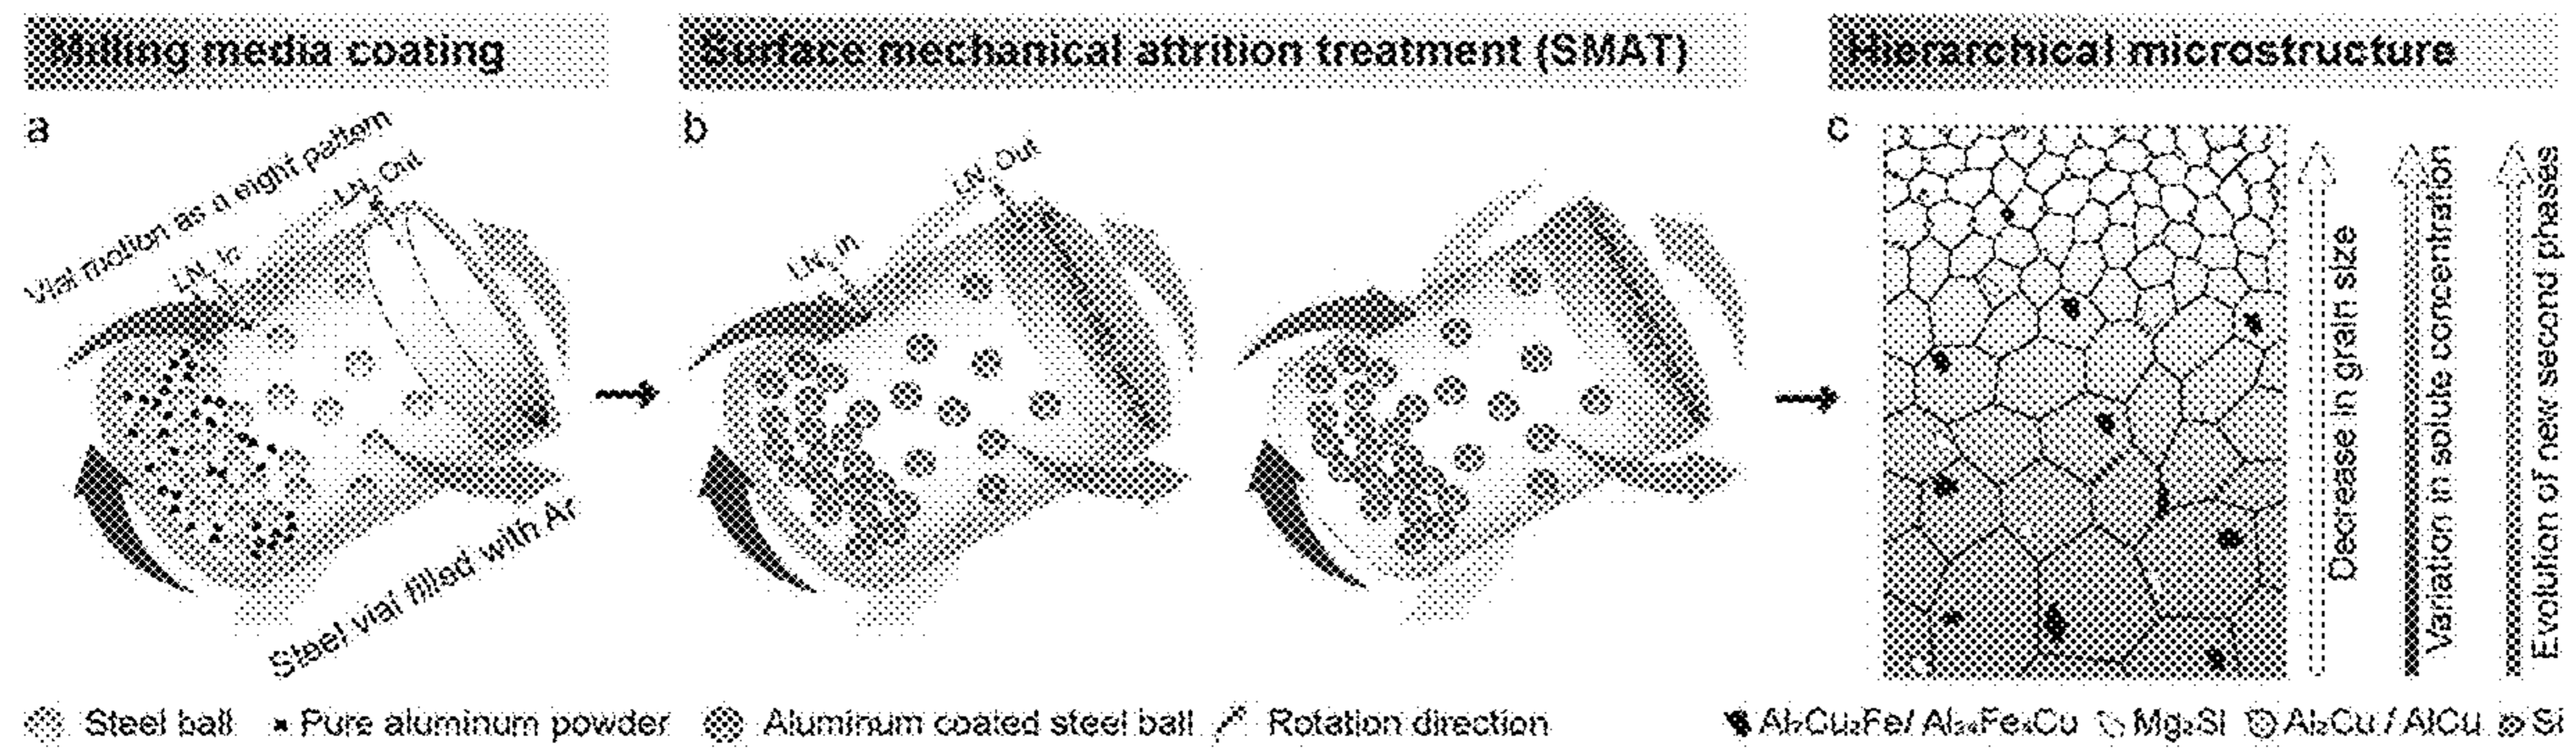 Milling media coating
Surface mechanical attrition treatment (SMAT)
Hierarchical microstructure
a
b
c
Vial motion as a eight pattern
LN₂ In
LN₂ Out
Steel vial filled with Ar
LN₂ In
LN₂ Out
Decrease in grain size
Variation in solute concentration
Evolution of new second phases
Steel ball
Pure aluminum powder
Aluminum coated steel ball
Rotation direction
Mg₂Si
Al₂Cu / AlCu
Si